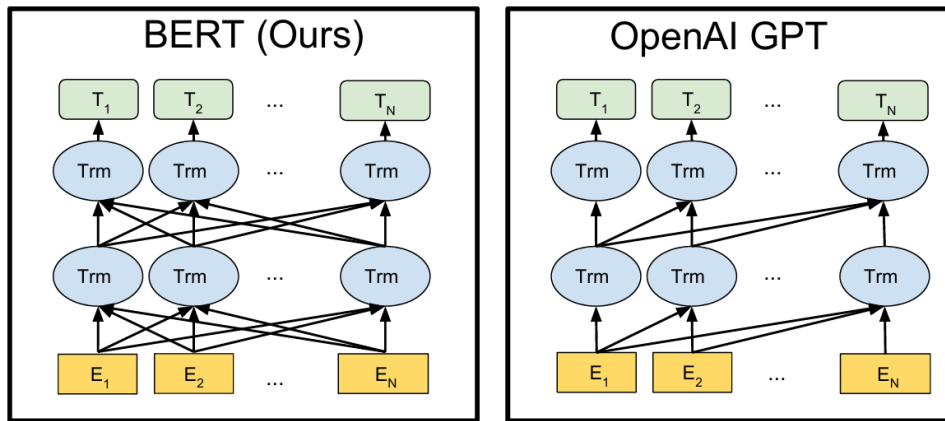 BERT (Ours)
T1 T2 ... TN
Trm Trm ... Trm
Trm Trm ... Trm
E1 E2 ... EN
OpenAI GPT
T1 T2 ... TN
Trm Trm ... Trm
Trm Trm ... Trm
E1 E2 ... EN